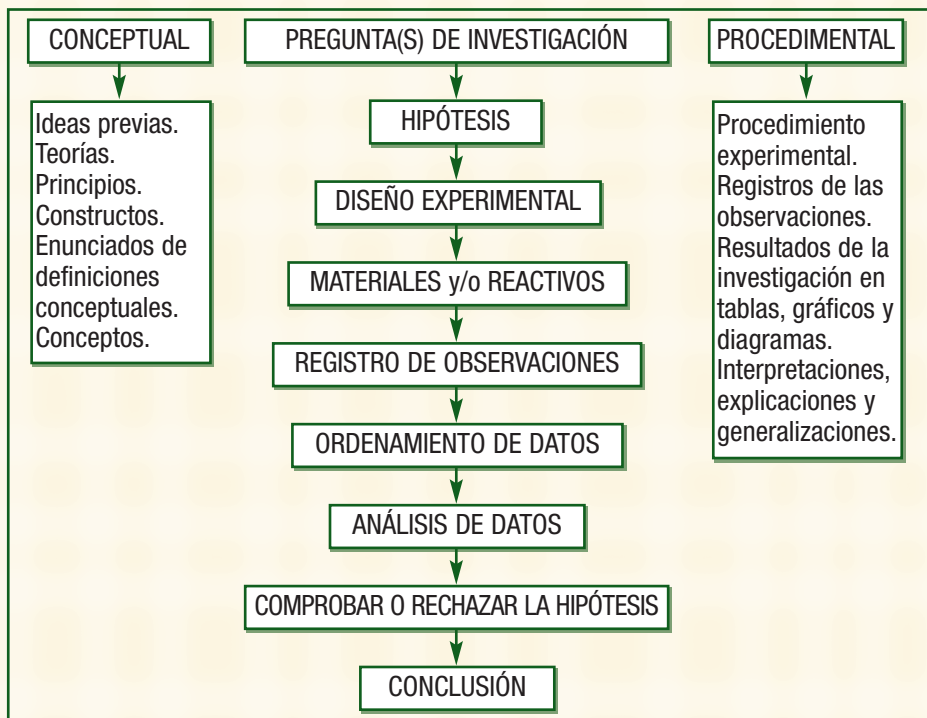 CONCEPTUAL
Ideas previas.
Teorías.
Principios.
Constructos.
Enunciados de
definiciones
conceptuales.
Conceptos.
PREGUNTA(S) DE INVESTIGACIÓN
HIPÓTESIS
DISEÑO EXPERIMENTAL
MATERIALES y/o REACTIVOS
REGISTRO DE OBSERVACIONES
ORDENAMIENTO DE DATOS
ANÁLISIS DE DATOS
COMPROBAR O RECHAZAR LA HIPÓTESIS
CONCLUSIÓN
PROCEDIMENTAL
Procedimiento
experimental.
Registros de las
observaciones.
Resultados de la
investigación en
tablas, gráficos y
diagramas.
Interpretaciones,
explicaciones y
generalizaciones.